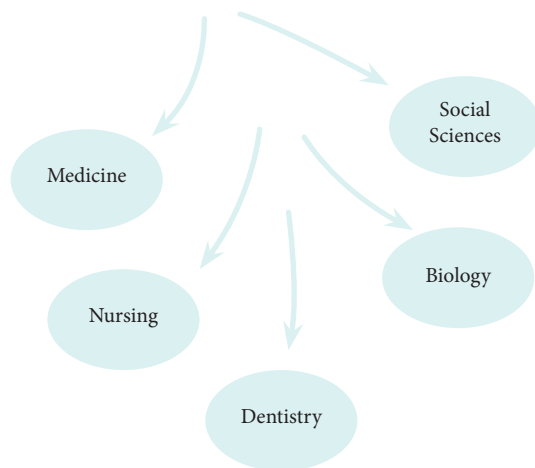 Social
Sciences
Medicine
Biology
Nursing
Dentistry